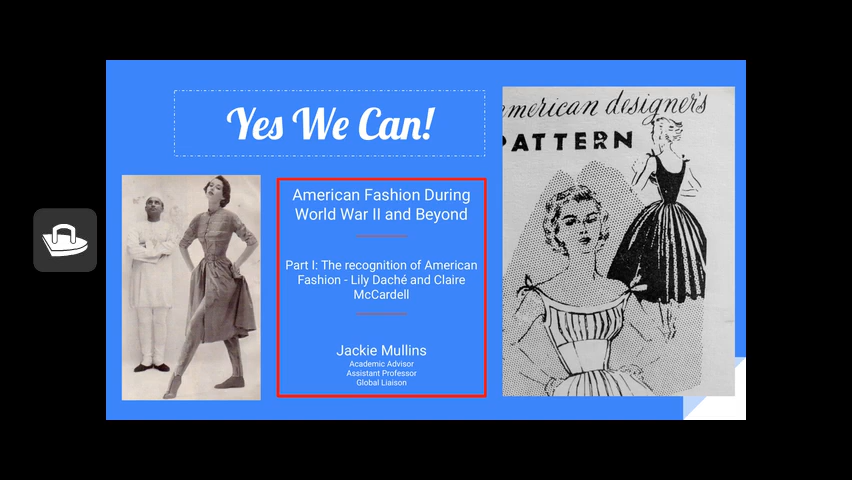 Yes We Can!
American Fashion During
World War II and Beyond
Part I: The recognition of American
Fashion - Lily Daché and Claire
McCardell
Jackie Mullins
Academic Advisor
Assistant Professor
Global Liaison
american designer's
PATTERN